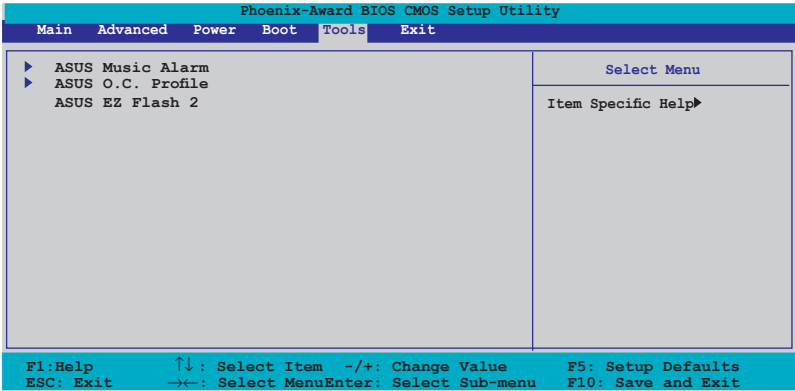 Phoenix-Award BIOS CMOS Setup Utility
Main Advanced Power Boot Tools Exit
ASUS Music Alarm
ASUS O.C. Profile
ASUS EZ Flash 2
Select Menu
Item Specific Help
F1:Help ↑↓: Select Item -/+: Change Value F5: Setup Defaults
ESC: Exit →←: Select MenuEnter: Select Sub-menu F10: Save and Exit